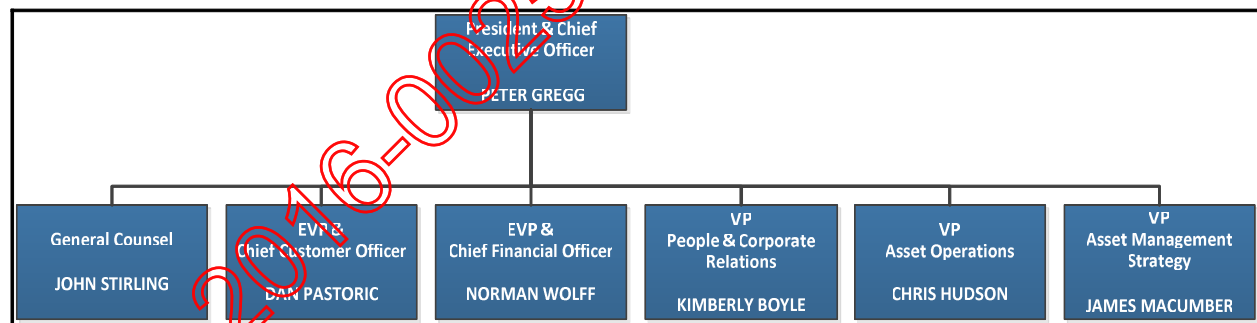 President & Chief
Executive Officer
PETER GREGG
General Counsel
JOHN STIRLING
EVP &
Chief Customer Officer
DAN PASTORIC
EVP &
Chief Financial Officer
NORMAN WOLFF
VP
People & Corporate
Relations
KIMBERLY BOYLE
VP
Asset Operations
CHRIS HUDSON
VP
Asset Management
Strategy
JAMES MACUMBER
2016-002